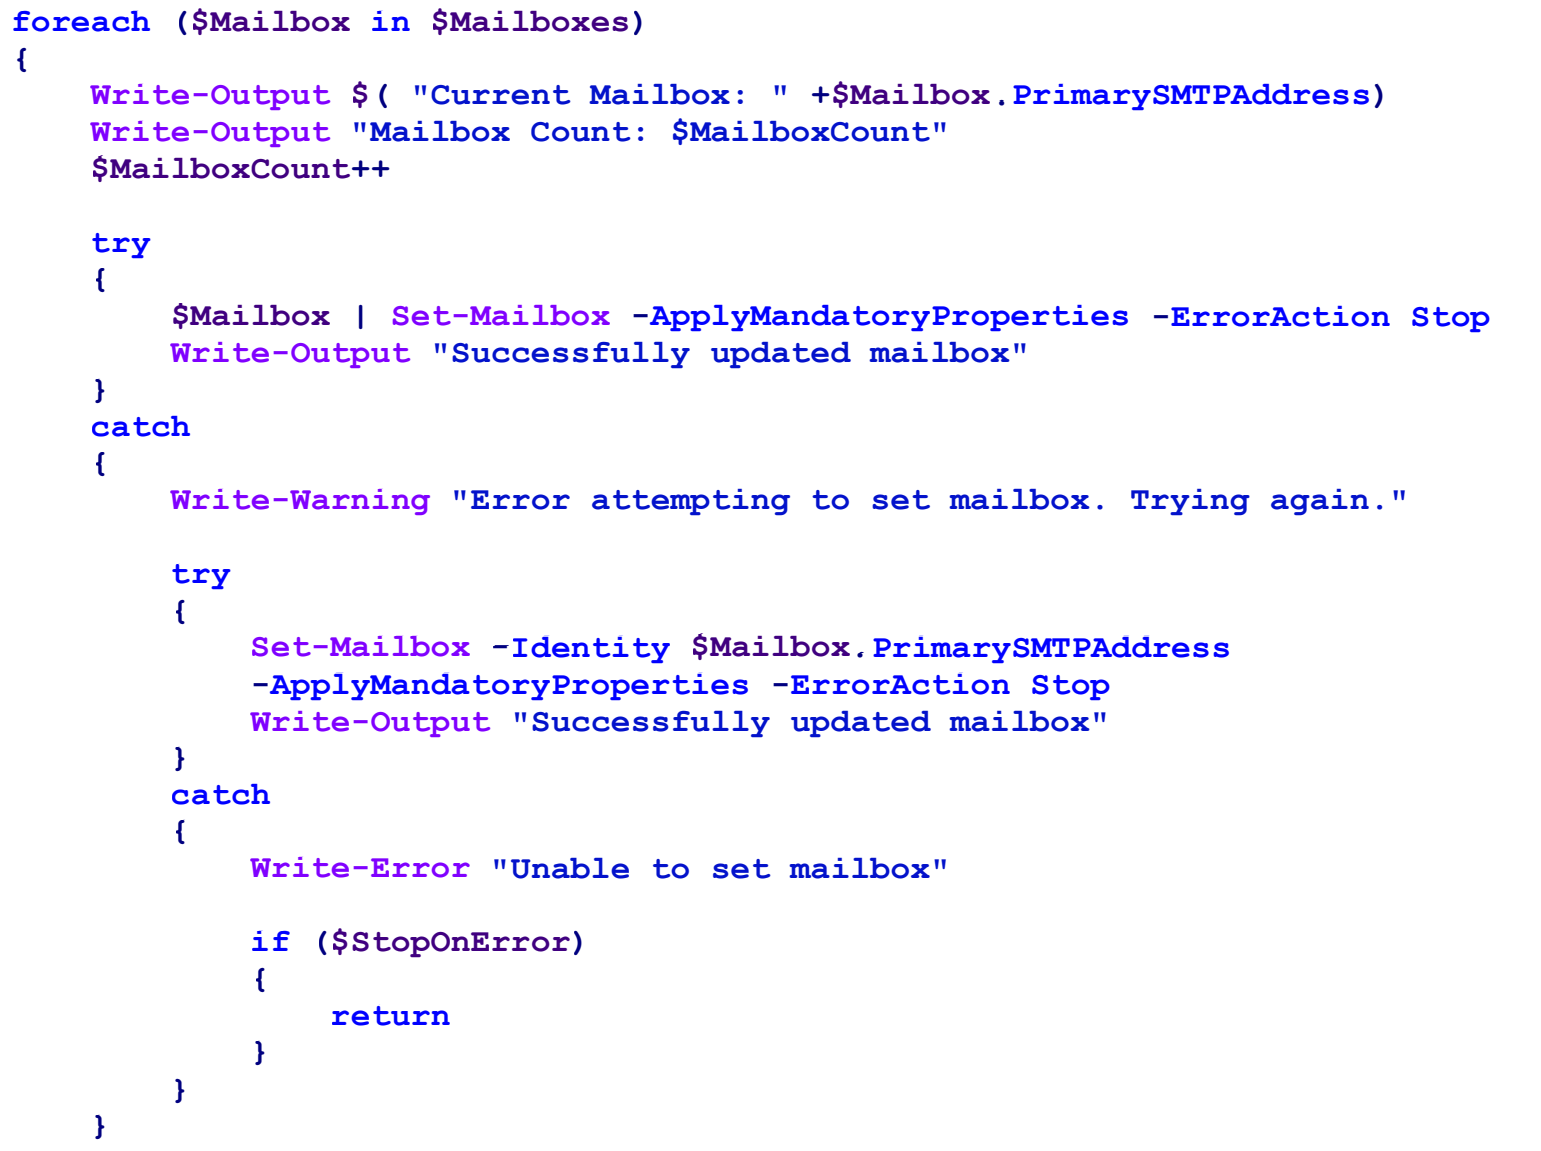 foreach ($Mailbox in $Mailboxes)
{
Write-Output $( "Current Mailbox: " +$Mailbox.PrimarySMTPAddress)
Write-Output "Mailbox Count: $MailboxCount"
$MailboxCount++
try
{
$Mailbox | Set-Mailbox -ApplyMandatoryProperties -ErrorAction Stop
Write-Output "Successfully updated mailbox"
}
catch
{
Write-Warning "Error attempting to set mailbox. Trying again."
try
{
Set-Mailbox -Identity $Mailbox.PrimarySMTPAddress
-ApplyMandatoryProperties -ErrorAction Stop
Write-Output "Successfully updated mailbox"
}
catch
{
Write-Error "Unable to set mailbox"
if ($StopOnError)
{
return
}
}
}